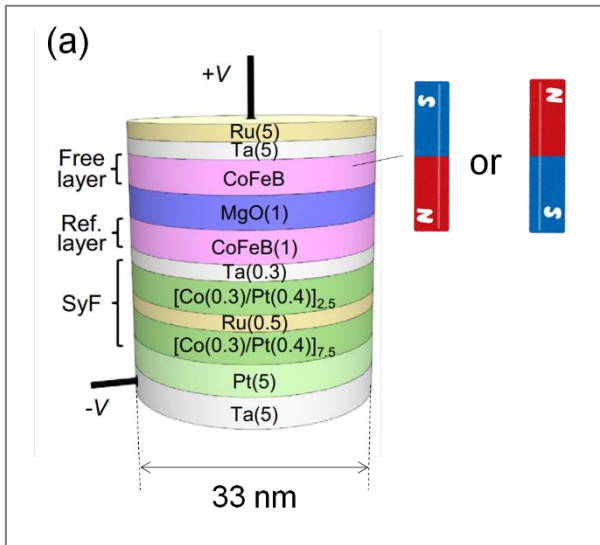 (a)
+V
Ru(5)
Ta(5)
Free
layer
CoFeB
MgO(1)
Ref.
layer
CoFeB(1)
Ta(0.3)
SyF
[Co(0.3)/Pt(0.4)]2.5
Ru(0.5)
[Co(0.3)/Pt(0.4)]7.5
Pt(5)
-V
Ta(5)
33 nm
S
N
or
N
S